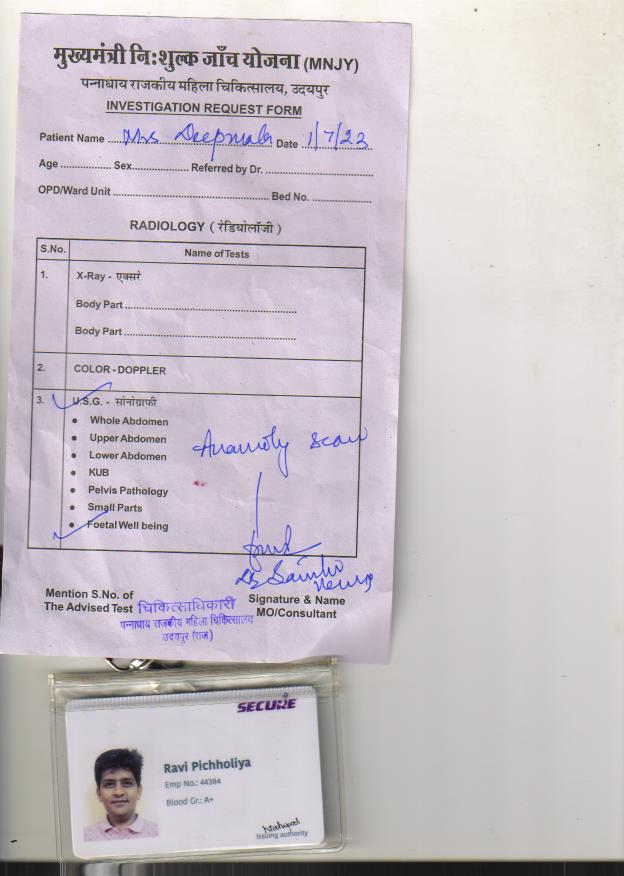 मुख्यमंत्री नि:शुल्क जाँच योजना (MNJY)
पन्नाधाय राजकीय महिला चिकित्सालय, उदयपुर
INVESTIGATION REQUEST FORM
Patient Name ........ Mrs Deepmala ........ Date 1/7/23
Age ................ Sex.................. Referred by Dr. ..................................
OPD/Ward Unit ................................................... Bed No. ...................
RADIOLOGY ( रेडियोलॉजी )
S.No. Name of Tests
1. X-Ray - एक्सरे
Body Part ......................................................
Body Part ......................................................
2. COLOR - DOPPLER
3. U.S.G. - सोनोग्राफी
• Whole Abdomen
• Upper Abdomen
• Lower Abdomen
• KUB
• Pelvis Pathology
• Small Parts
• Foetal Well being
Anamoly scan
Mention S.No. of
The Advised Test
चिकित्साधिकारी
पन्नाधाय राजकीय महिला चिकित्सालय
उदयपुर (राज)
Signature & Name
MO/Consultant
SECURE
Ravi Pichholiya
Emp No.: 44384
Blood Gr.: A+
Issuing authority